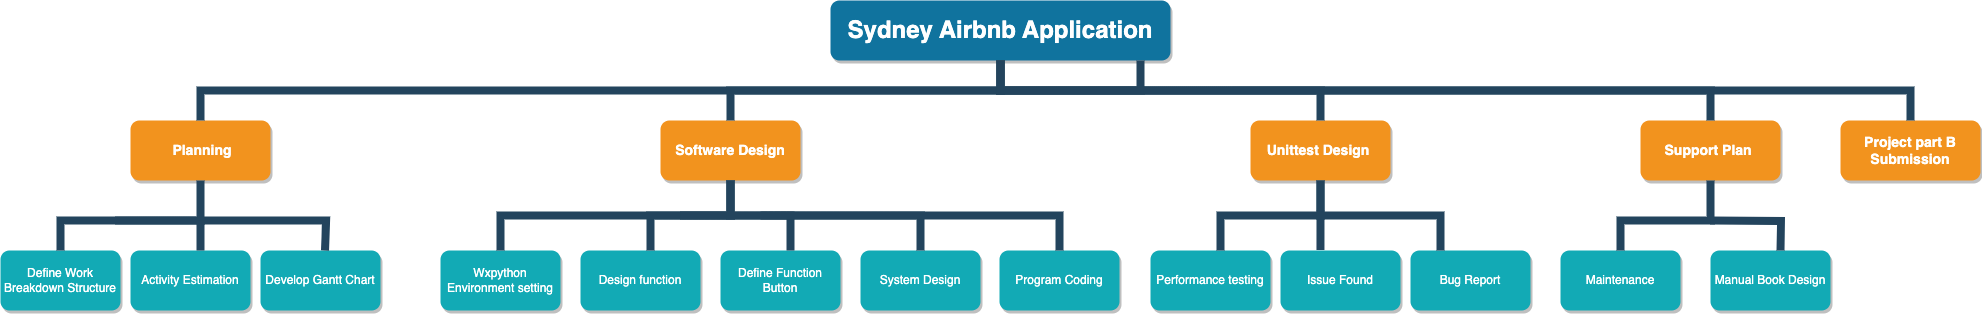 Sydney Airbnb Application
Planning
Software Design
Unittest Design
Support Plan
Project part B
Submission
Define Work
Breakdown Structure
Activity Estimation
Develop Gantt Chart
Wxpython
Environment setting
Design function
Define Function
Button
System Design
Program Coding
Performance testing
Issue Found
Bug Report
Maintenance
Manual Book Design